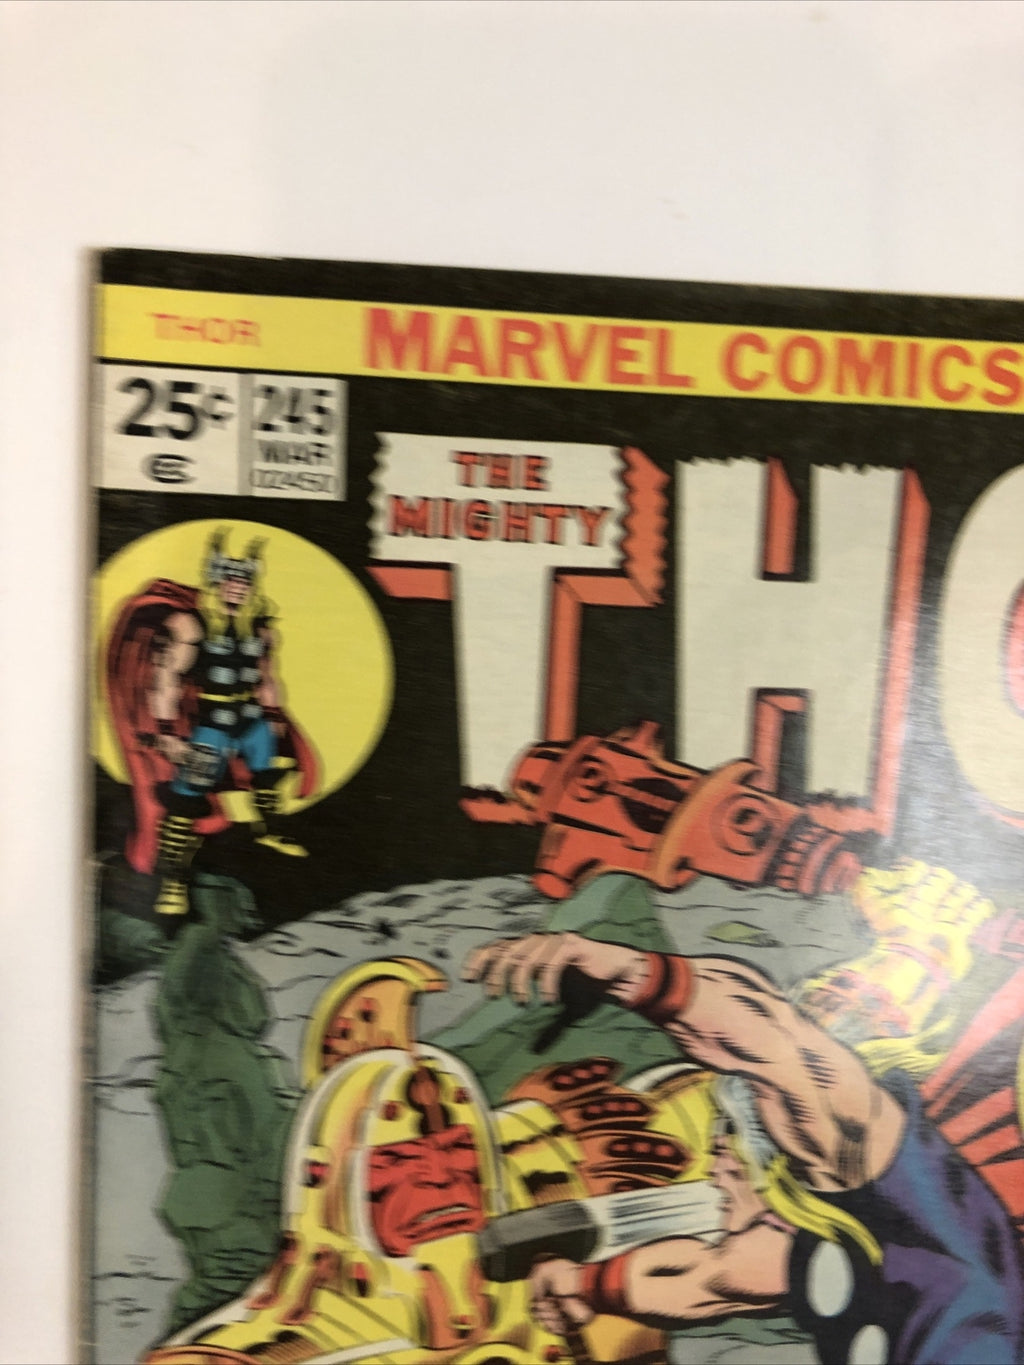 THOR
MARVEL COMICS
25¢
245
MAR
02450
THE
MIGHTY
THO